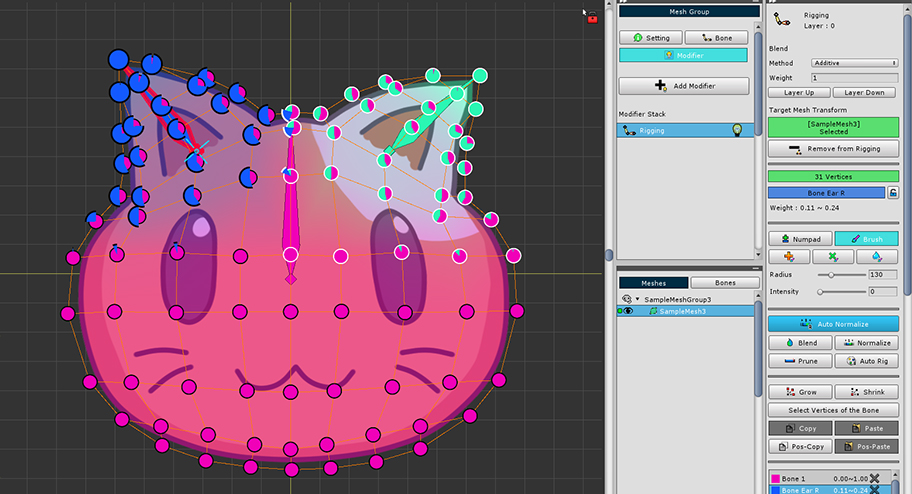 Mesh Group
Setting
Bone
Modifier
Add Modifier
Modifier Stack
Rigging
Meshes
Bones
SampleMeshGroup3
SampleMesh3
Rigging
Layer : 0
Blend
Method
Additive
Weight
1
Layer Up
Layer Down
Target Mesh Transform
[SampleMesh3]
Selected
Remove from Rigging
31 Vertices
Bone Ear R
Weight : 0.11 ~ 0.24
Numpad
Brush
Radius
130
Intensity
0
Auto Normalize
Blend
Normalize
Prune
Auto Rig
Grow
Shrink
Select Vertices of the Bone
Copy
Paste
Pos-Copy
Pos-Paste
Bone 1
0.00~1.00
Bone Ear R
0.11~0.24